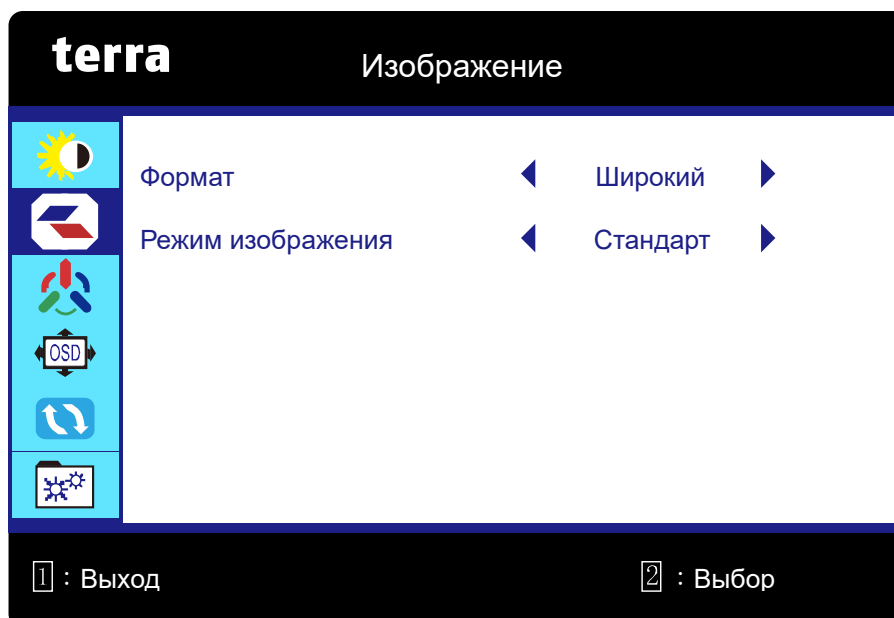 terra
Изображение
Формат Широкий
Режим изображения Стандарт
OSD
1 : Выход 2 : Выбор